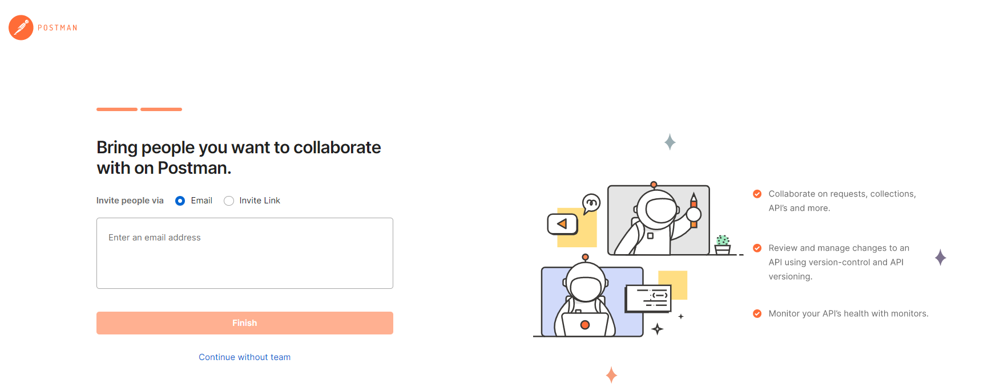 POSTMAN
Bring people you want to collaborate
with on Postman.
Invite people via Email Invite Link
Enter an email address
Finish
Continue without team
Collaborate on requests, collections,
API's and more.
Review and manage changes to an
API using version-control and API
versioning.
Monitor your API's health with monitors.